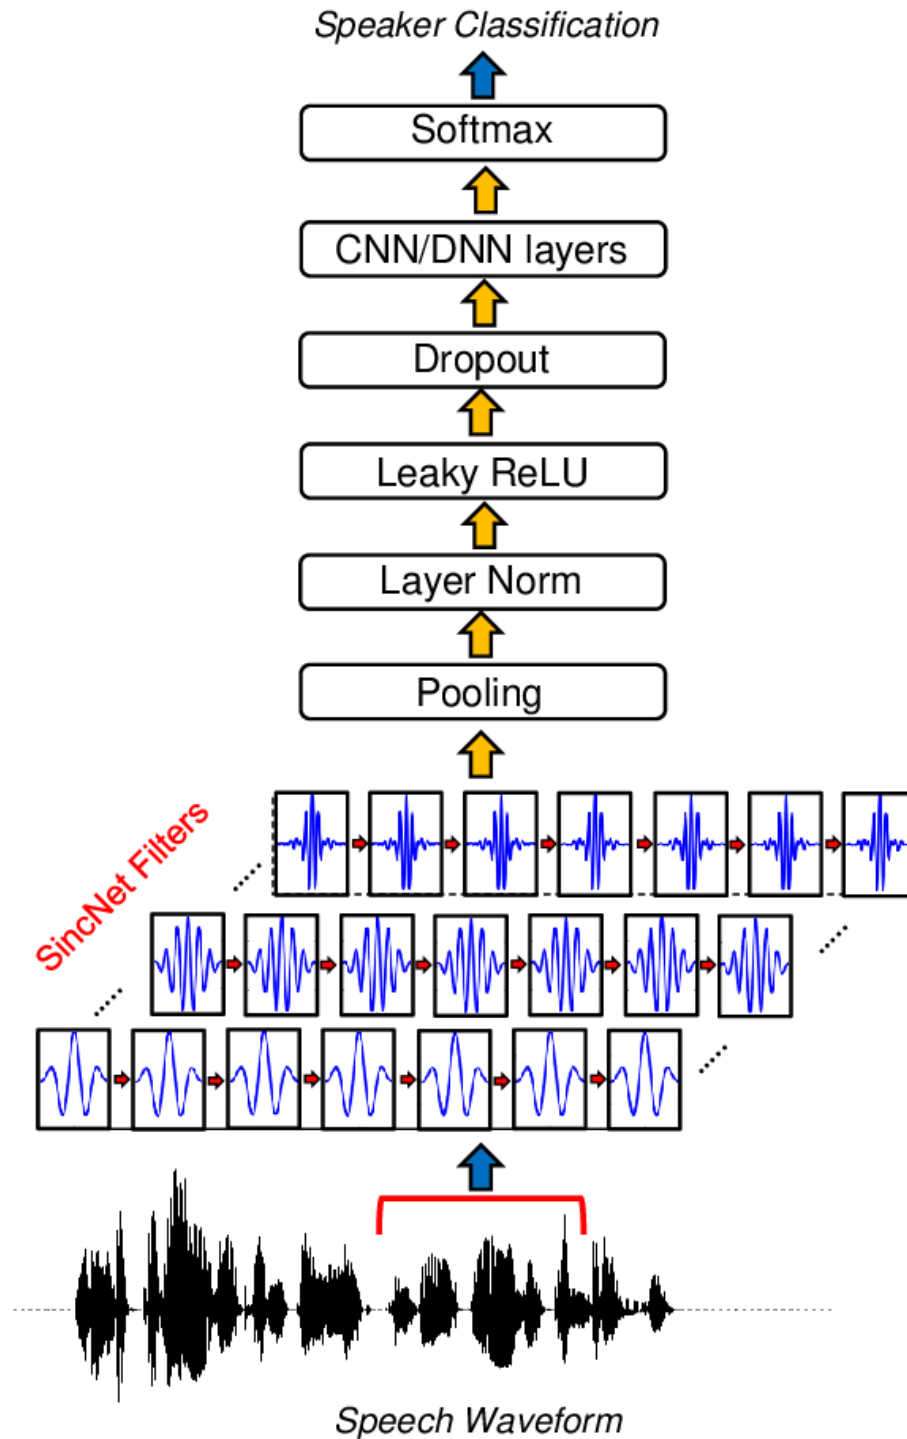 Speaker Classification
Softmax
CNN/DNN layers
Dropout
Leaky ReLU
Layer Norm
Pooling
SincNet Filters
Speech Waveform